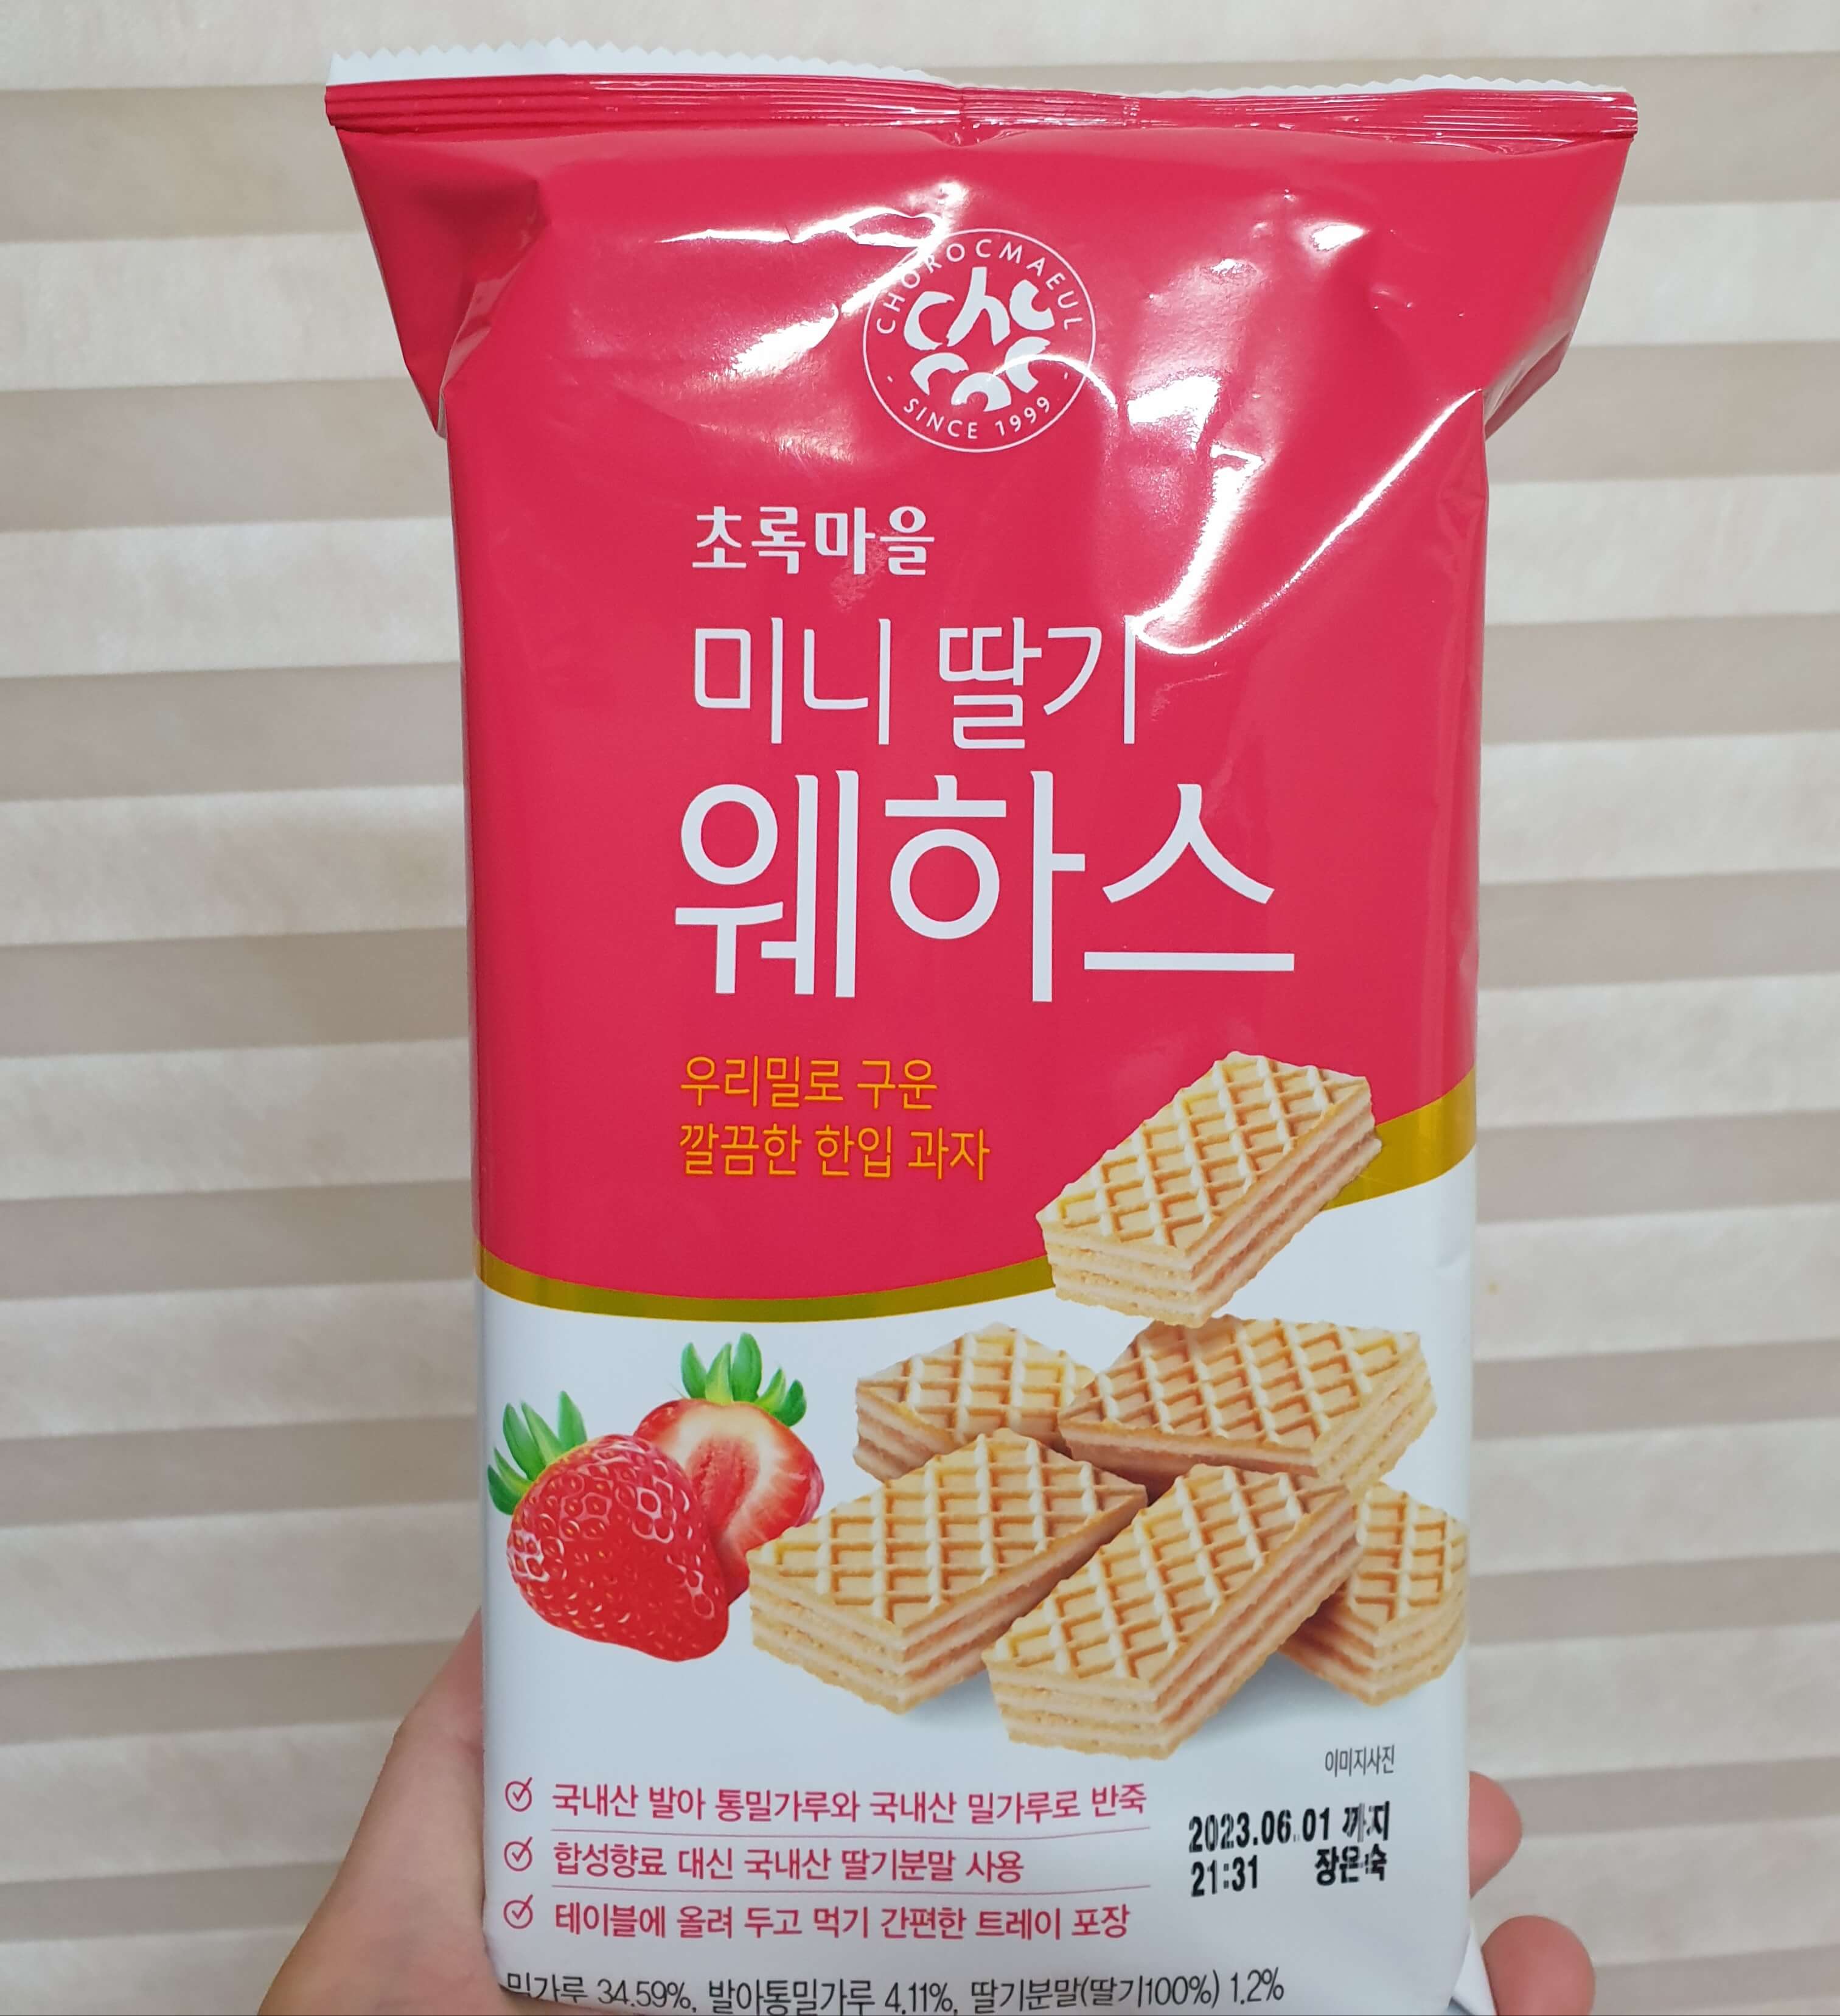 CHOROCMAEUL
SINCE 1999
초록마을
미니 딸기
웨하스
우리밀로 구운
깔끔한 한입 과자
이미지사진
국내산 발아 통밀가루와 국내산 밀가루로 반죽
합성향료 대신 국내산 딸기분말 사용
테이블에 올려 두고 먹기 간편한 트레이 포장
2023.06.01 까지
21:31 장은숙
밀가루 34.59%, 발아통밀가루 4.11%, 딸기분말(딸기100%) 1.2%